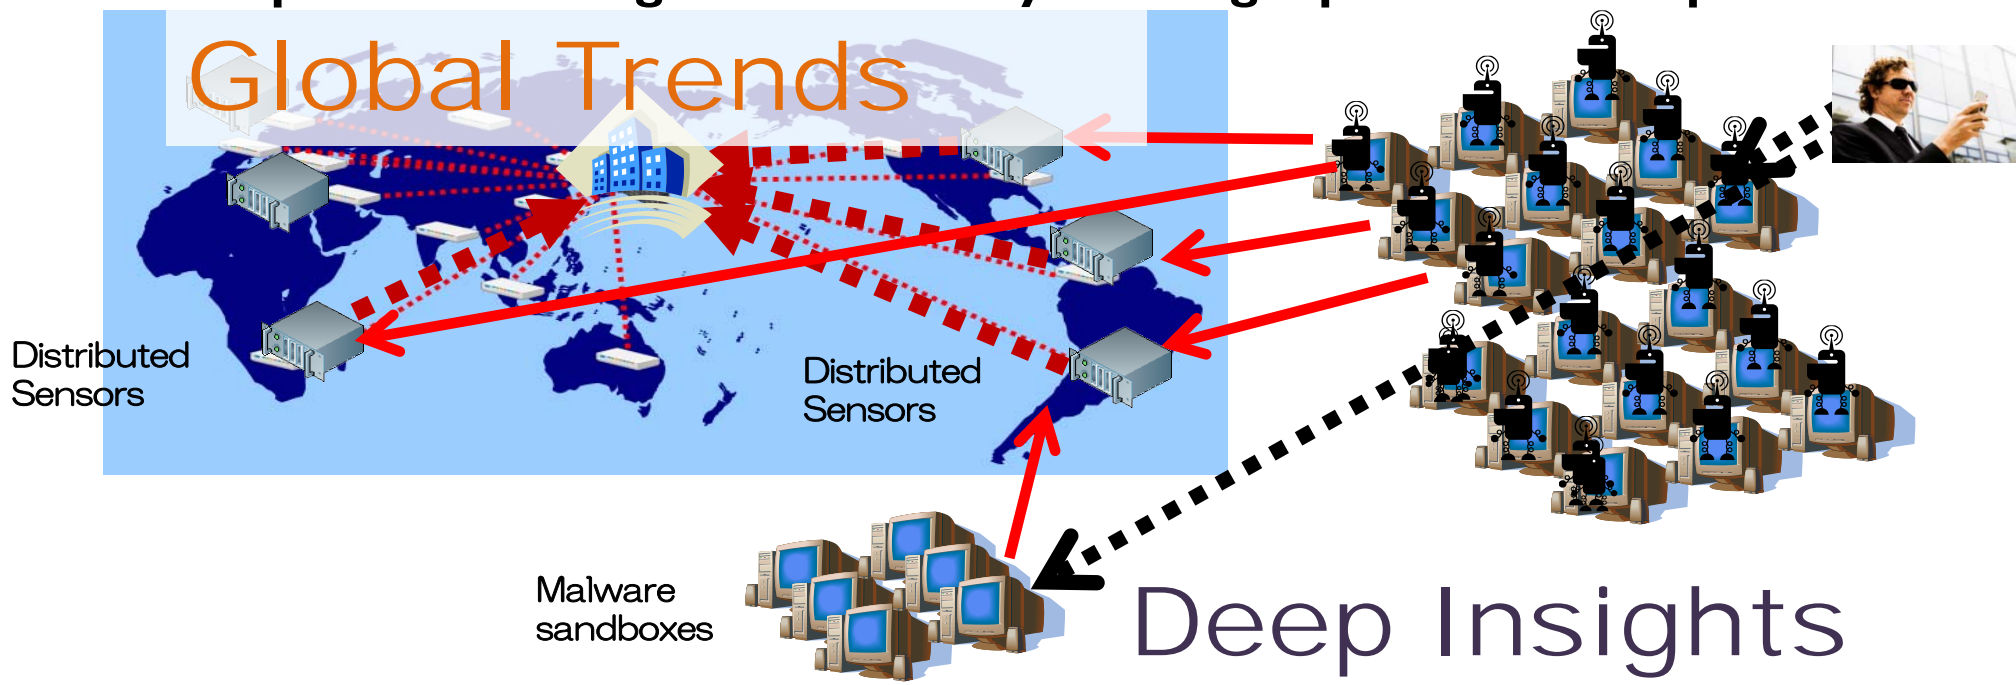 Global Trends
Distributed
Sensors
Distributed
Sensors
Malware
sandboxes
Deep Insights